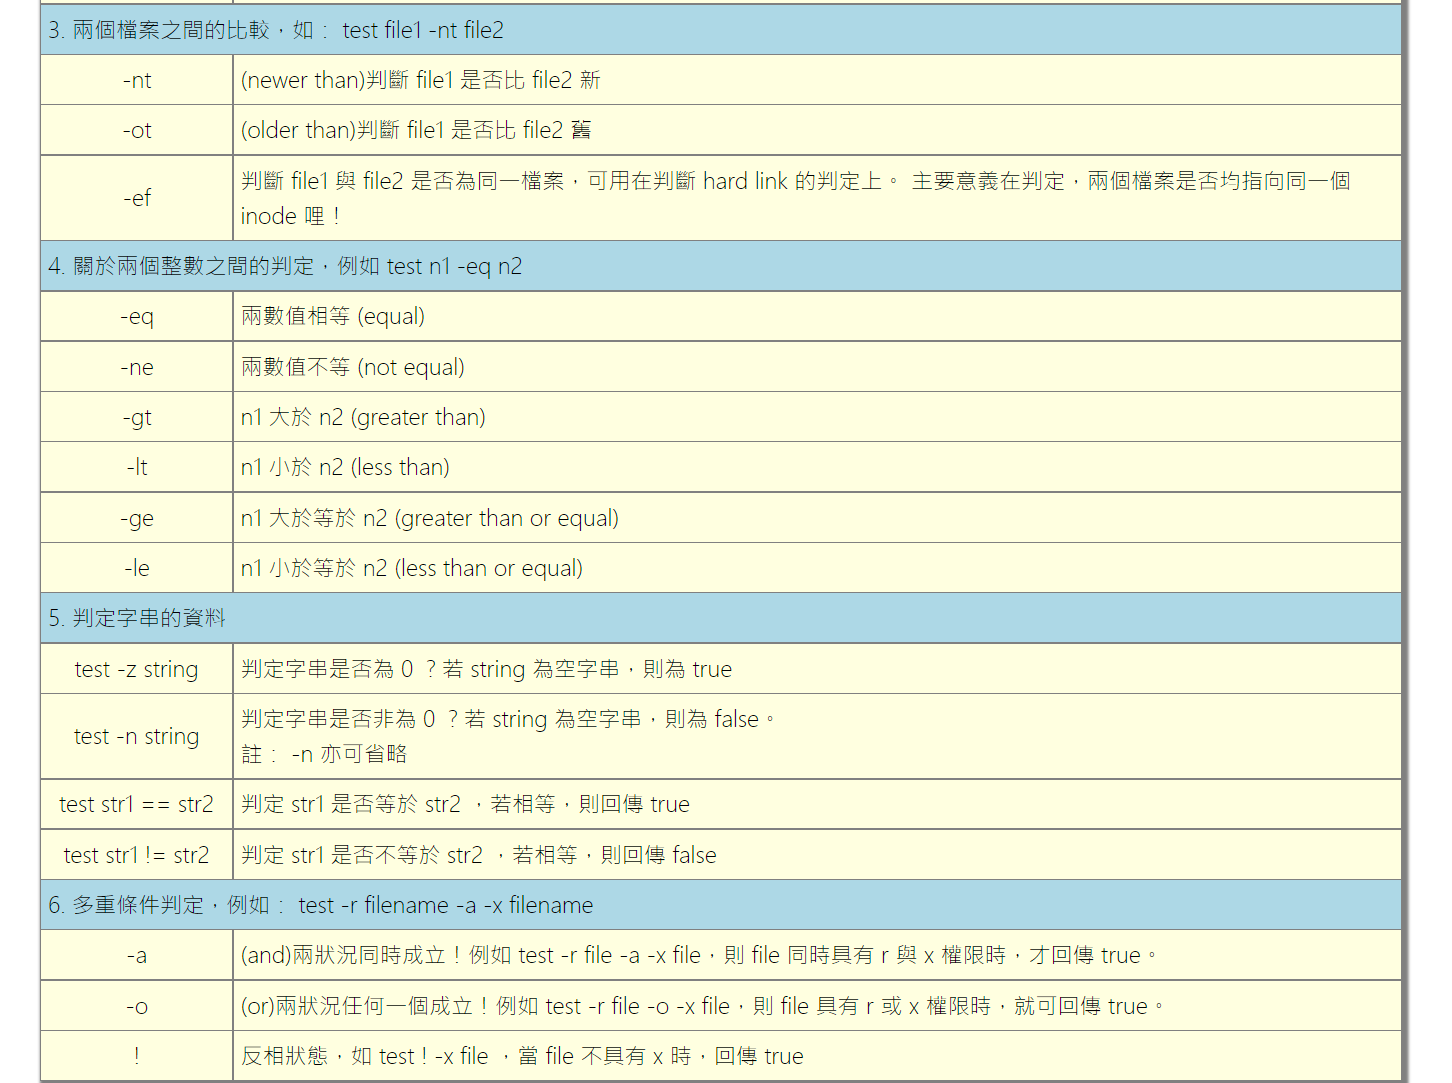 3. 兩個檔案之間的比較，如： test file1 -nt file2
-nt (newer than)判斷 file1 是否比 file2 新
-ot (older than)判斷 file1 是否比 file2 舊
-ef 判斷 file1 與 file2 是否為同一檔案，可用在判斷 hard link 的判定上。 主要意義在判定，兩個檔案是否均指向同一個
inode 哩！
4. 關於兩個整數之間的判定，例如 test n1 -eq n2
-eq 兩數值相等 (equal)
-ne 兩數值不等 (not equal)
-gt n1 大於 n2 (greater than)
-lt n1 小於 n2 (less than)
-ge n1 大於等於 n2 (greater than or equal)
-le n1 小於等於 n2 (less than or equal)
5. 判定字串的資料
test -z string 判定字串是否為 0 ？若 string 為空字串，則為 true
test -n string 判定字串是否非為 0 ？若 string 為空字串，則為 false。
註： -n 亦可省略
test str1 == str2 判定 str1 是否等於 str2 ，若相等，則回傳 true
test str1 != str2 判定 str1 是否不等於 str2 ，若相等，則回傳 false
6. 多重條件判定，例如： test -r filename -a -x filename
-a (and)兩狀況同時成立！例如 test -r file -a -x file，則 file 同時具有 r 與 x 權限時，才回傳 true。
-o (or)兩狀況任何一個成立！例如 test -r file -o -x file，則 file 具有 r 或 x 權限時，就可回傳 true。
! 反相狀態，如 test ! -x file ，當 file 不具有 x 時，回傳 true